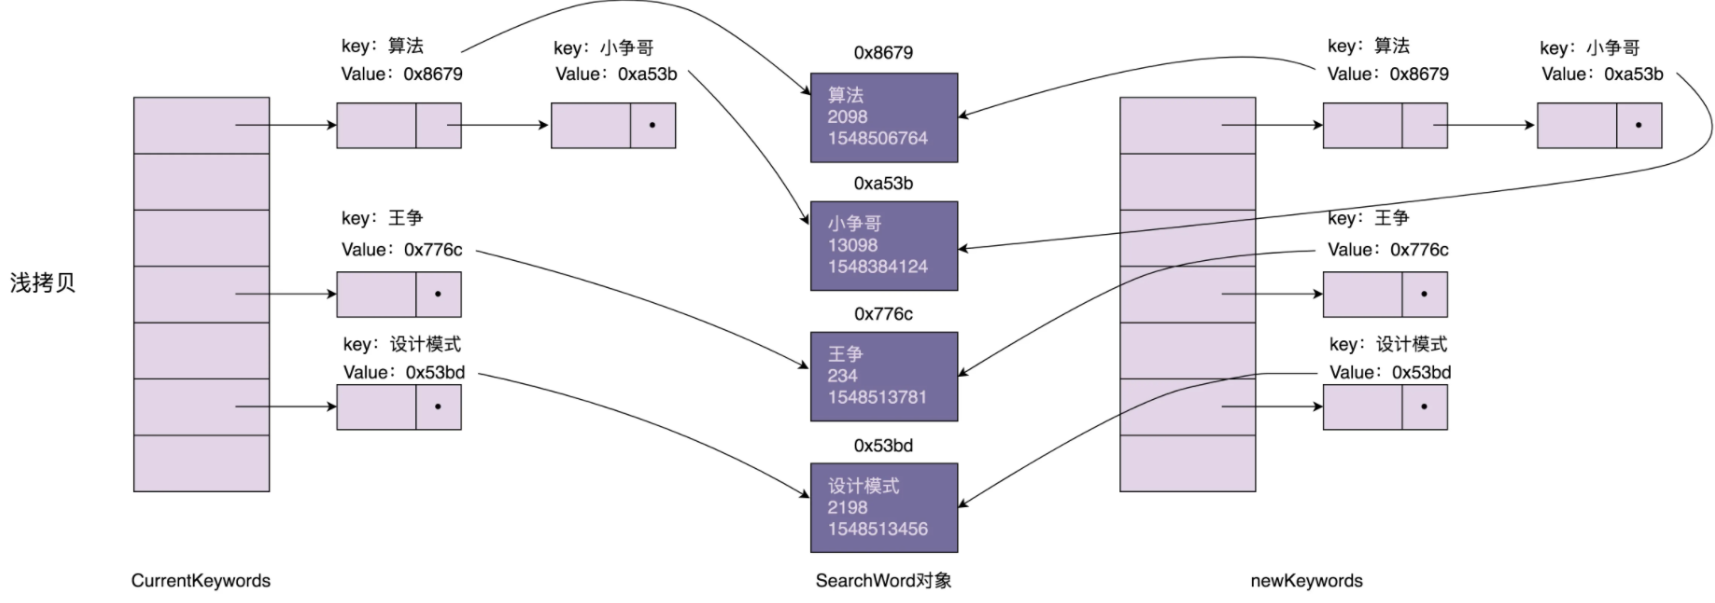 浅拷贝
key：算法
Value：0x8679
key：小争哥
Value：0xa53b
key：王争
Value：0x776c
key：设计模式
Value：0x53bd
CurrentKeywords
0x8679
算法
2098
1548506764
0xa53b
小争哥
13098
1548384124
0x776c
王争
234
1548513781
0x53bd
设计模式
2198
1548513456
SearchWord对象
key：算法
Value：0x8679
key：小争哥
Value：0xa53b
key：王争
Value：0x776c
key：设计模式
Value：0x53bd
newKeywords